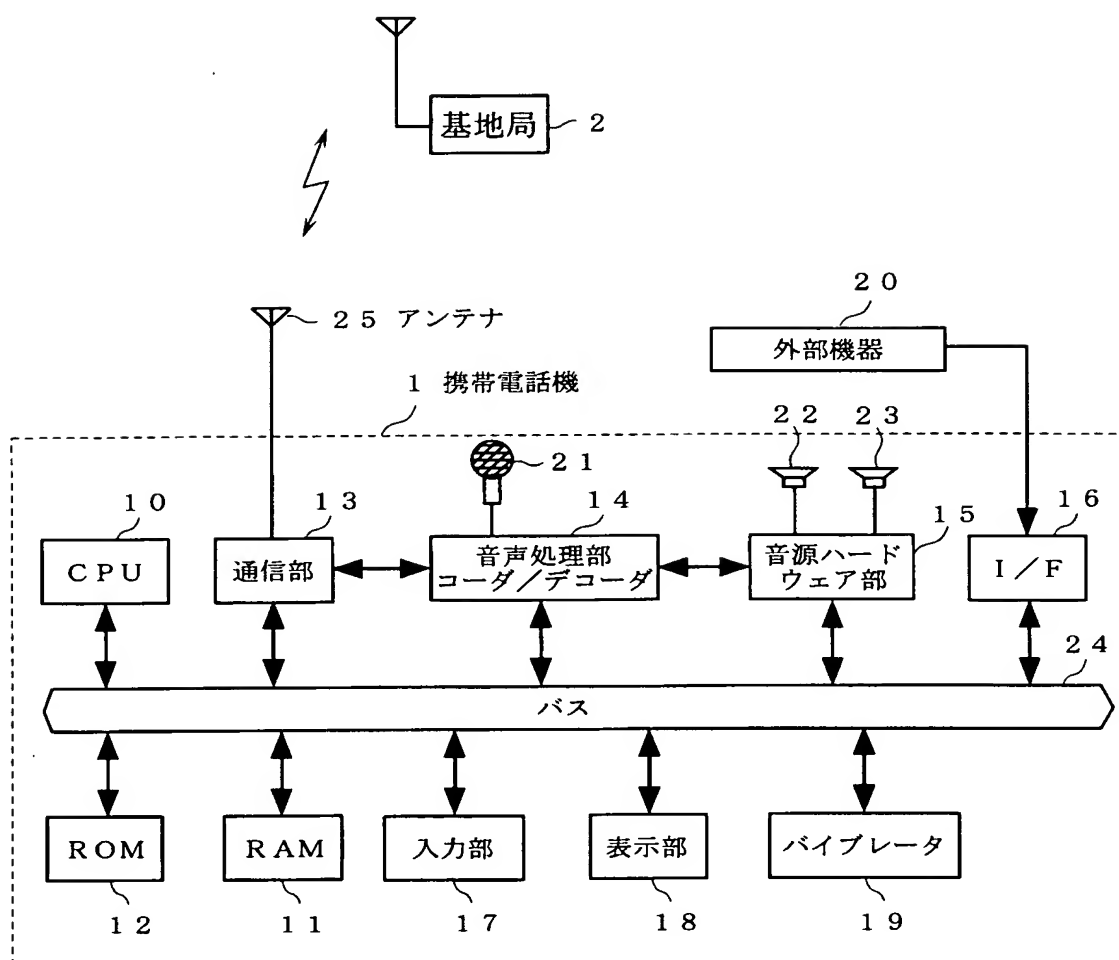 基地局
２
２５ アンテナ
２０
外部機器
１ 携帯電話機
２１
２２
２３
１０
CPU
１３
通信部
１４
音声処理部
コーダ／デコーダ
１５
音源ハード
ウェア部
１６
I／F
２４
バス
ROM
１２
RAM
１１
入力部
１７
表示部
１８
バイブレータ
１９